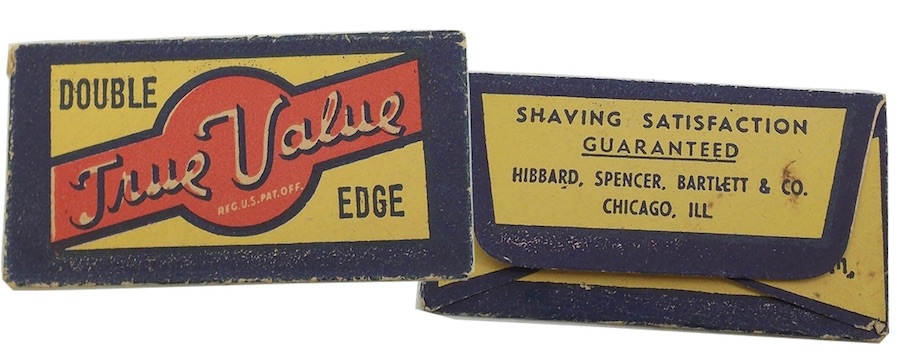 DOUBLE
True Value
REG. U.S. PAT. OFF.
EDGE
SHAVING SATISFACTION
GUARANTEED
HIBBARD, SPENCER, BARTLETT & CO.
CHICAGO, ILL.